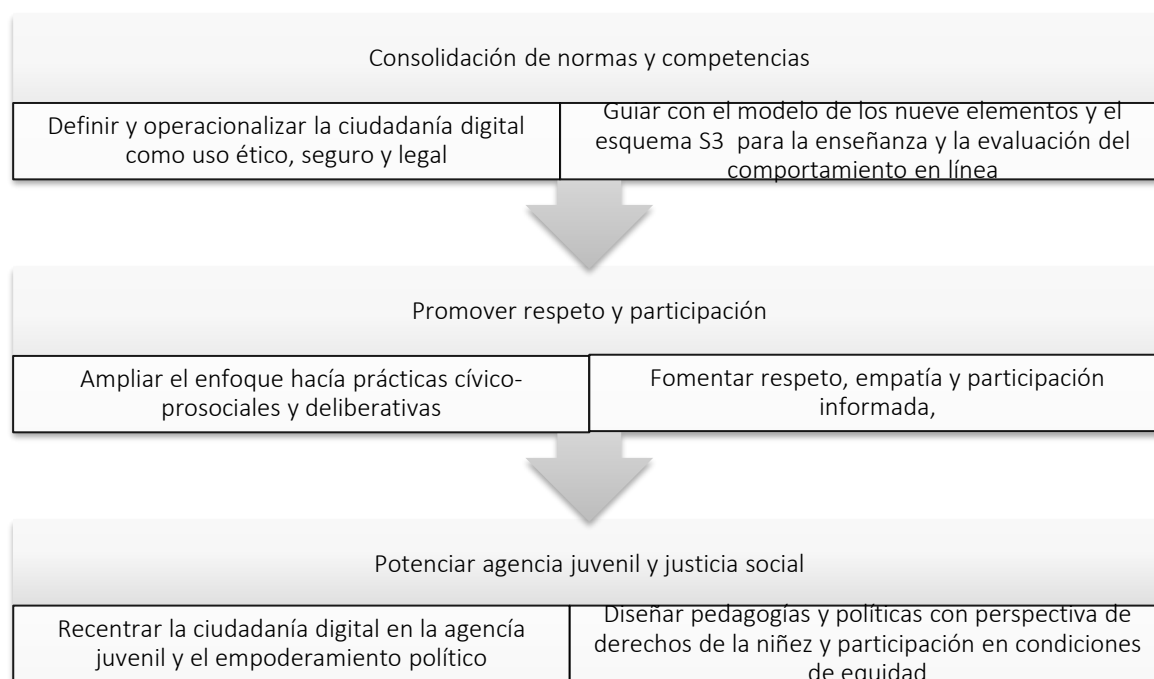 Consolidación de normas y competencias
Definir y operacionalizar la ciudadanía digital
como uso ético, seguro y legal
Guiar con el modelo de los nueve elementos y el
esquema S3 para la enseñanza y la evaluación del
comportamiento en línea
Promover respeto y participación
Ampliar el enfoque hacía prácticas cívico-
prosociales y deliberativas
Fomentar respeto, empatía y participación
informada,
Potenciar agencia juvenil y justicia social
Recentrar la ciudadanía digital en la agencía
juvenil y el empoderamiento político
Diseñar pedagogías y políticas con perspectiva de
derechos de la niñez y participación en condiciones
de equidad